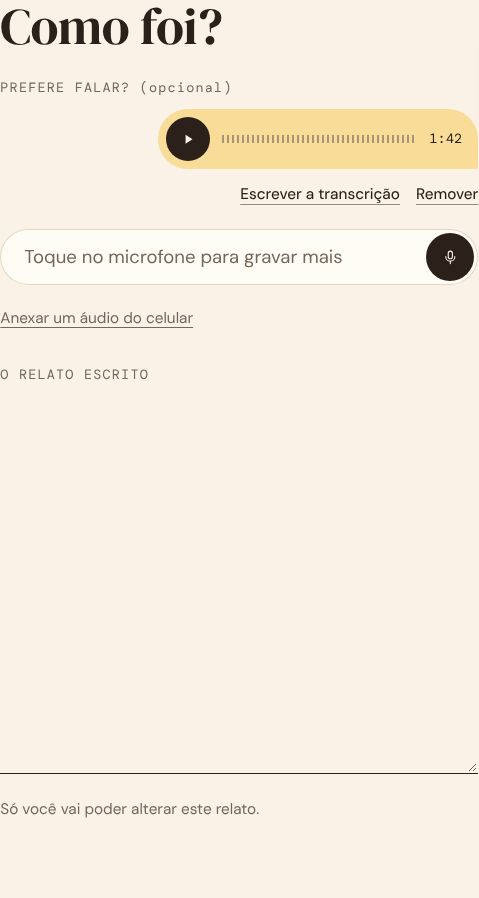 Como foi?
PREFERE FALAR? (opcional)
1:42
Escrever a transcrição Remover
Toque no microfone para gravar mais
Anexar um áudio do celular
O RELATO ESCRITO
Só você vai poder alterar este relato.